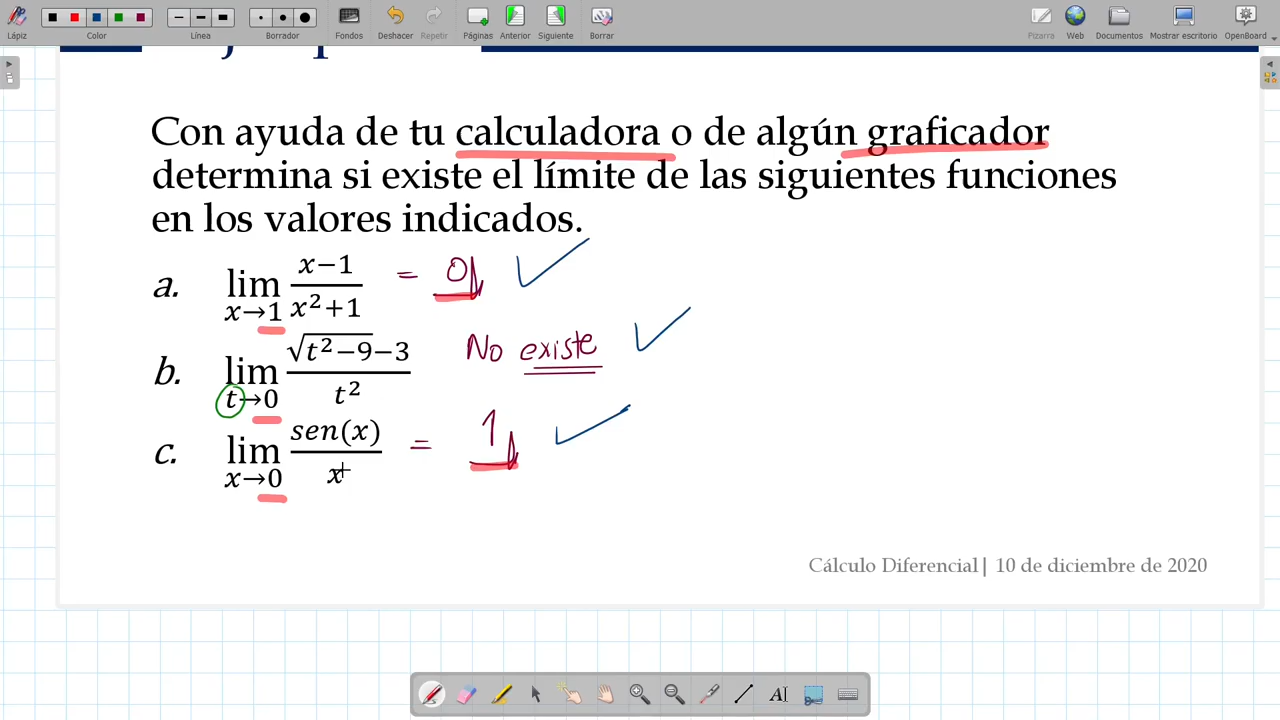 Lápiz Color Línea Borrador Fondos Deshacer Repetir Páginas Anterior Siguiente Borrar Pizarra Web Documentos Mostrar escritorio OpenBoard
Con ayuda de tu calculadora o de algún graficador
determina si existe el límite de las siguientes funciones
en los valores indicados.
a. lim x→1 x−1 / x²+1 = 0
b. lim t→0 √t²−9 −3 / t² No existe
c. lim x→0 sen(x) / x = 1
Cálculo Diferencial| 10 de diciembre de 2020
AI